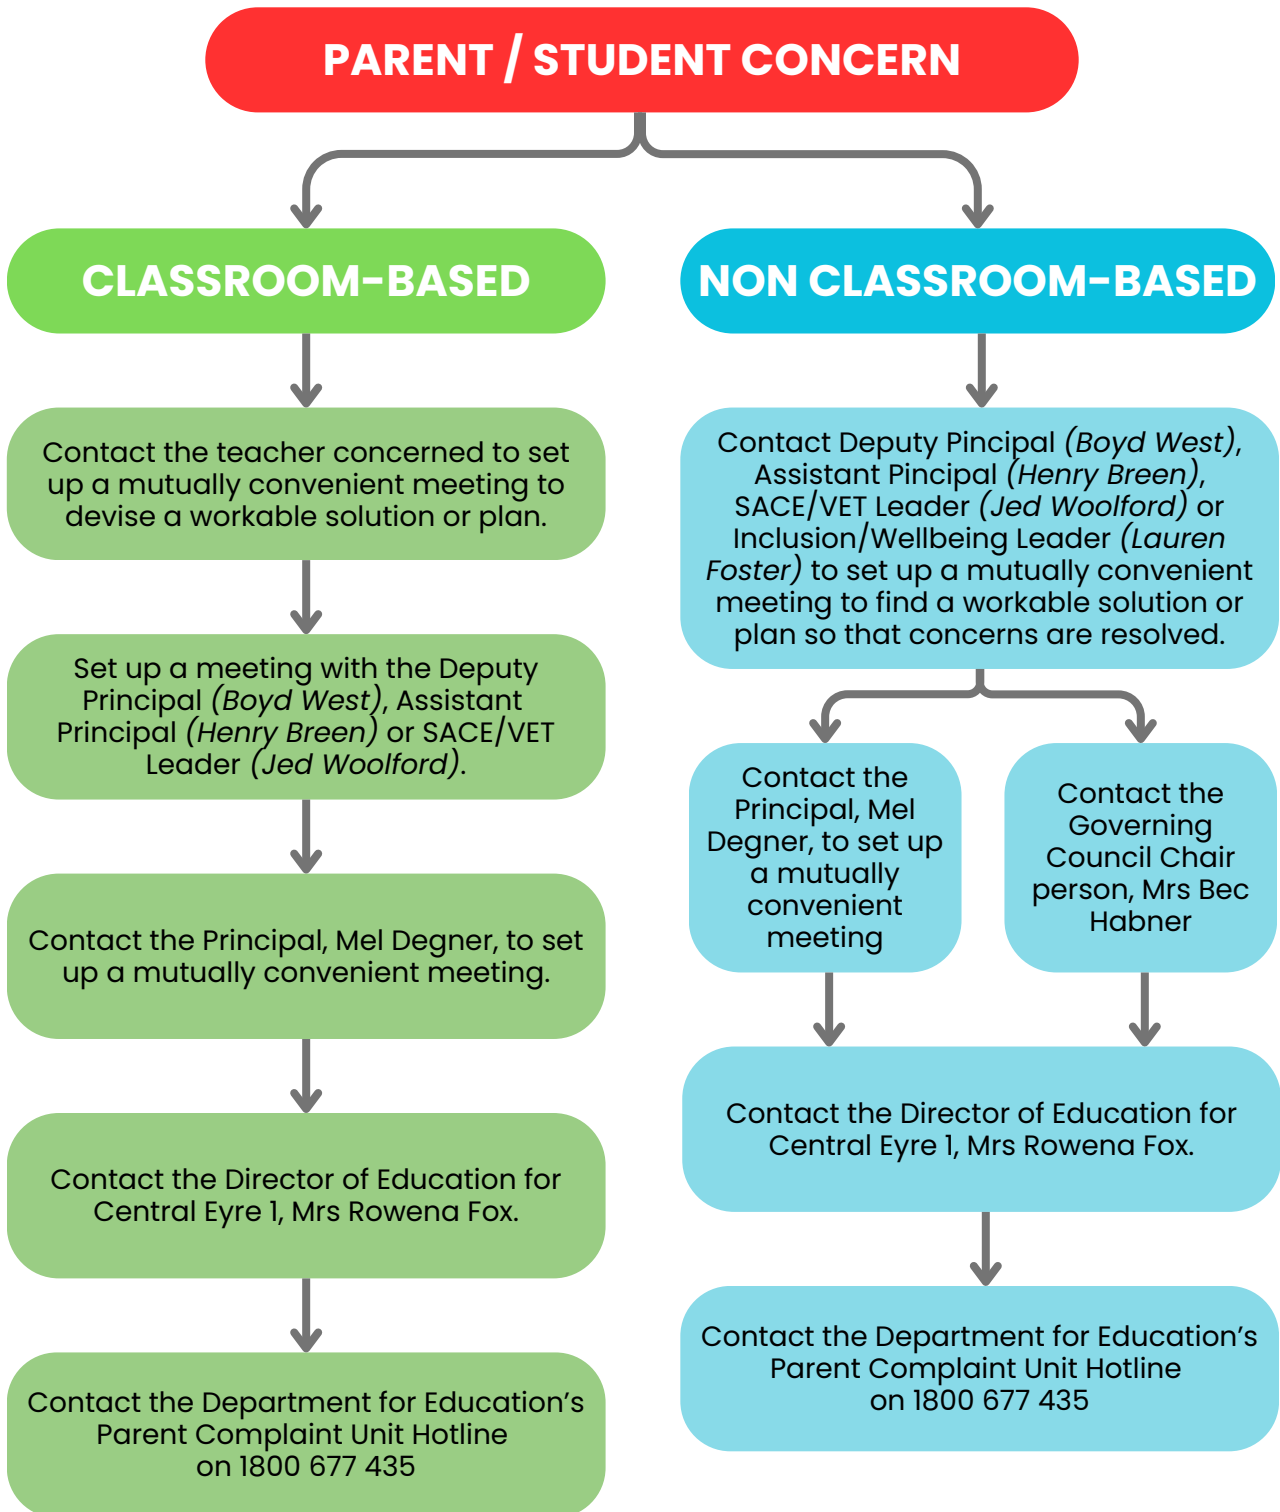 PARENT / STUDENT CONCERN
CLASSROOM-BASED
Contact the teacher concerned to set
up a mutually convenient meeting to
devise a workable solution or plan.
Set up a meeting with the Deputy
Principal (Boyd West), Assistant
Principal (Henry Breen) or SACE/VET
Leader (Jed Woolford).
Contact the Principal, Mel Degner, to set
up a mutually convenient meeting.
Contact the Director of Education for
Central Eyre 1, Mrs Rowena Fox.
Contact the Department for Education’s
Parent Complaint Unit Hotline
on 1800 677 435
NON CLASSROOM-BASED
Contact Deputy Pincipal (Boyd West),
Assistant Pincipal (Henry Breen),
SACE/VET Leader (Jed Woolford) or
Inclusion/Wellbeing Leader (Lauren
Foster) to set up a mutually convenient
meeting to find a workable solution or
plan so that concerns are resolved.
Contact the
Principal, Mel
Degner, to set up
a mutually
convenient
meeting
Contact the
Governing
Council Chair
person, Mrs Bec
Habner
Contact the Director of Education for
Central Eyre 1, Mrs Rowena Fox.
Contact the Department for Education’s
Parent Complaint Unit Hotline
on 1800 677 435